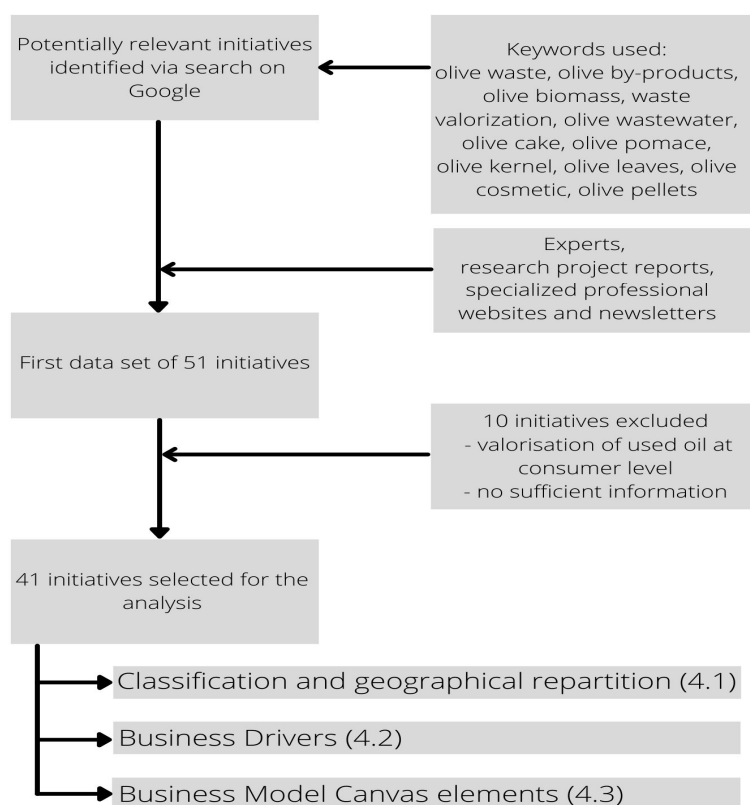 Potentially relevant initiatives
identified via search on
Google
Keywords used:
olive waste, olive by-products,
olive biomass, waste
valorization, olive wastewater,
olive cake, olive pomace,
olive kernel, olive leaves, olive
cosmetic, olive pellets
Experts,
research project reports,
specialized professional
websites and newsletters
First data set of 51 initiatives
10 initiatives excluded
- valorisation of used oil at
consumer level
- no sufficient information
41 initiatives selected for the
analysis
Classification and geographical repartition (4.1)
Business Drivers (4.2)
Business Model Canvas elements (4.3)